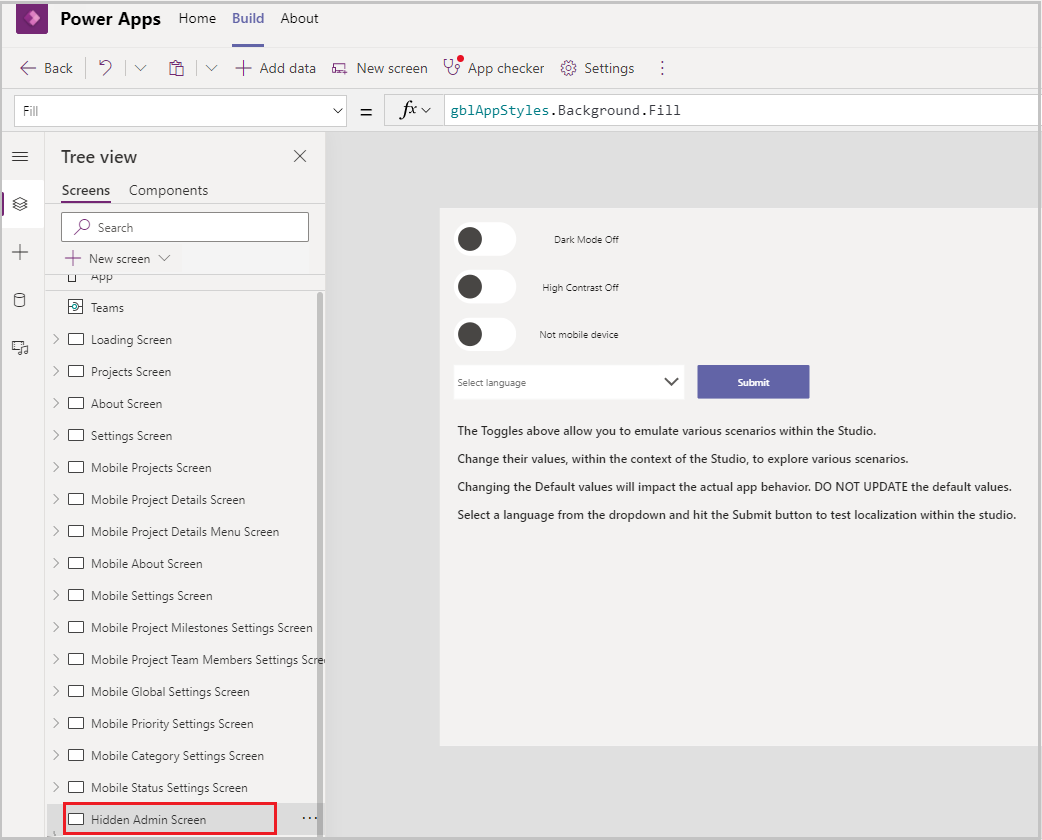 Power Apps Home Build About
Back Add data New screen App checker Settings
Fill = fx gblAppStyles.Background.Fill
Tree view
Screens Components
Search
New screen
App
Teams
Loading Screen
Projects Screen
About Screen
Settings Screen
Mobile Projects Screen
Mobile Project Details Screen
Mobile Project Details Menu Screen
Mobile About Screen
Mobile Settings Screen
Mobile Project Milestones Settings Screen
Mobile Project Team Members Settings Scre
Mobile Global Settings Screen
Mobile Priority Settings Screen
Mobile Category Settings Screen
Mobile Status Settings Screen
Hidden Admin Screen
Dark Mode Off
High Contrast Off
Not mobile device
Select language Submit
The Toggles above allow you to emulate various scenarios within the Studio.
Change their values, within the context of the Studio, to explore various scenarios.
Changing the Default values will impact the actual app behavior. DO NOT UPDATE the default values.
Select a language from the dropdown and hit the Submit button to test localization within the studio.